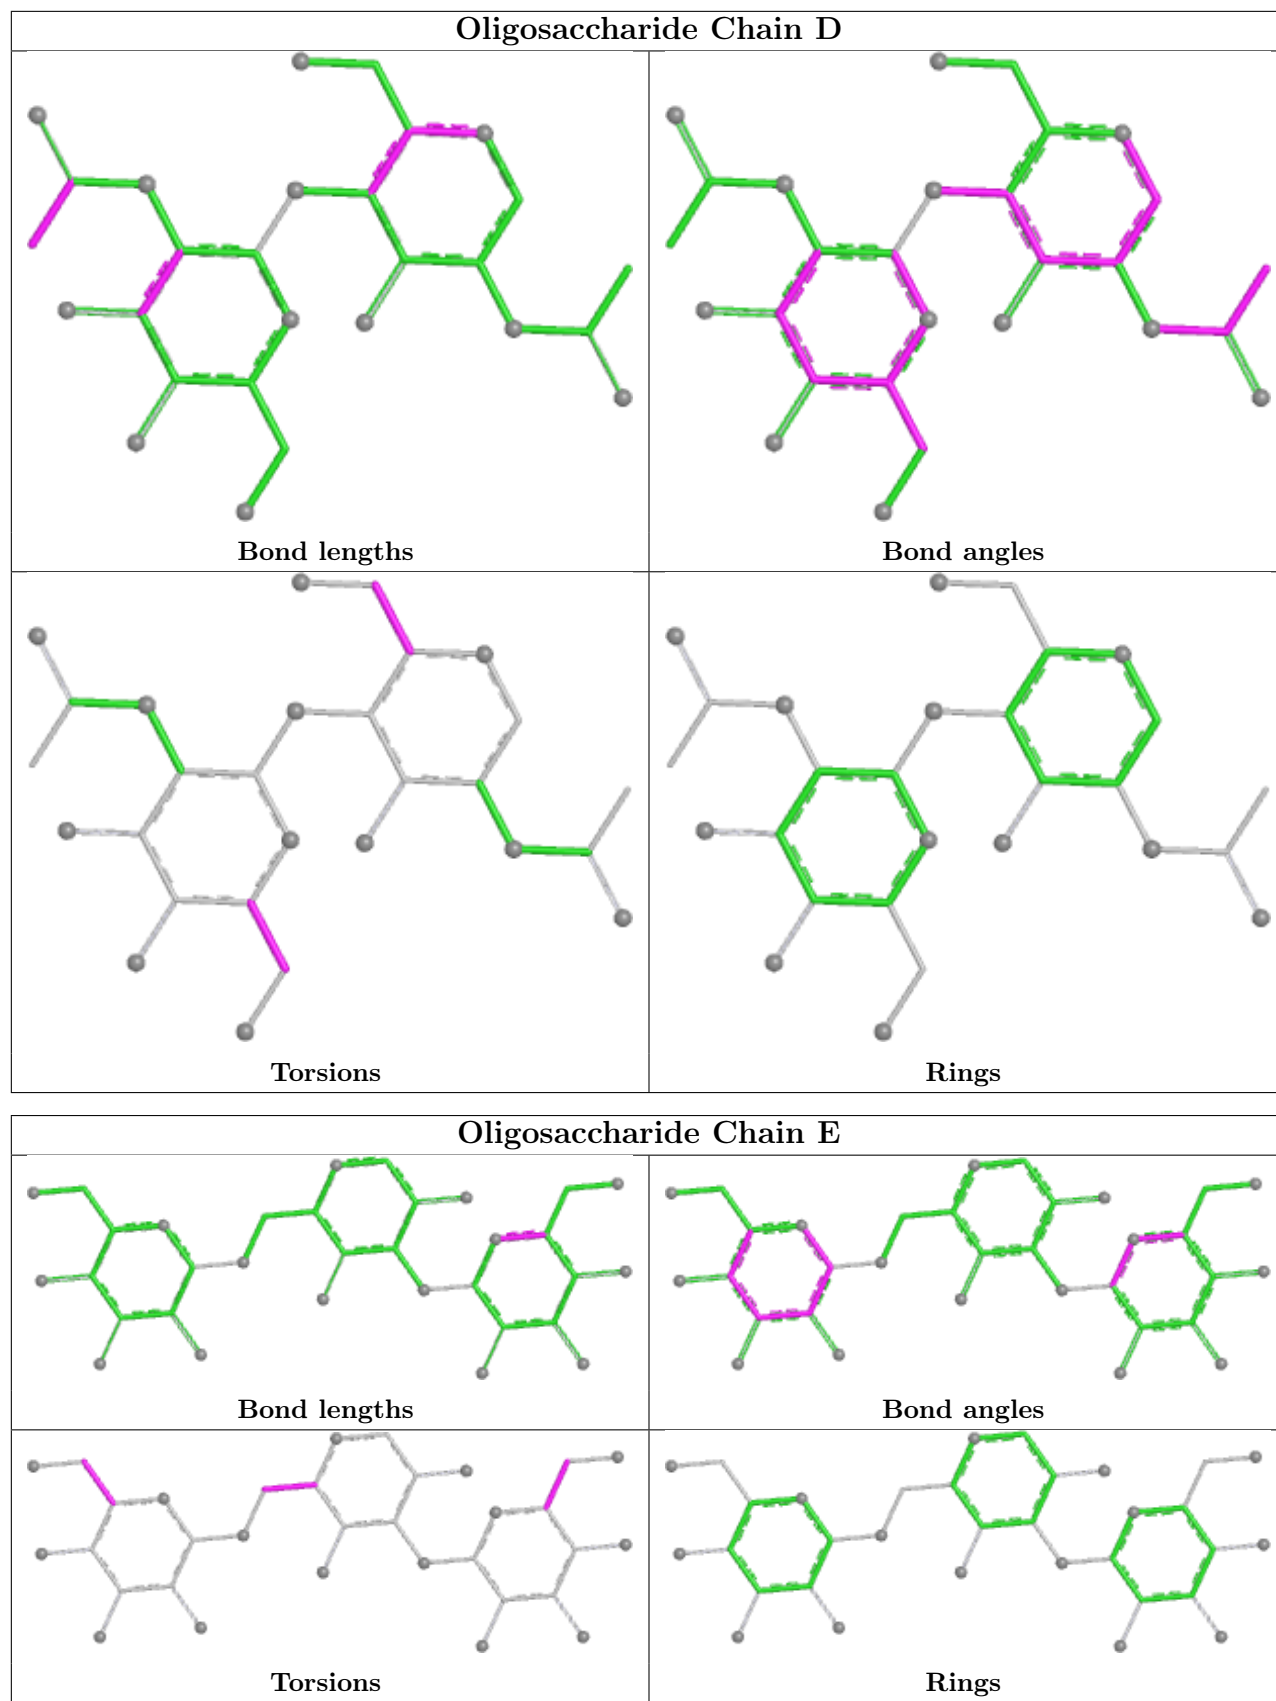 Oligosaccharide Chain D
Bond lengths
Bond angles
Torsions
Rings
Oligosaccharide Chain E
Bond lengths
Bond angles
Torsions
Rings